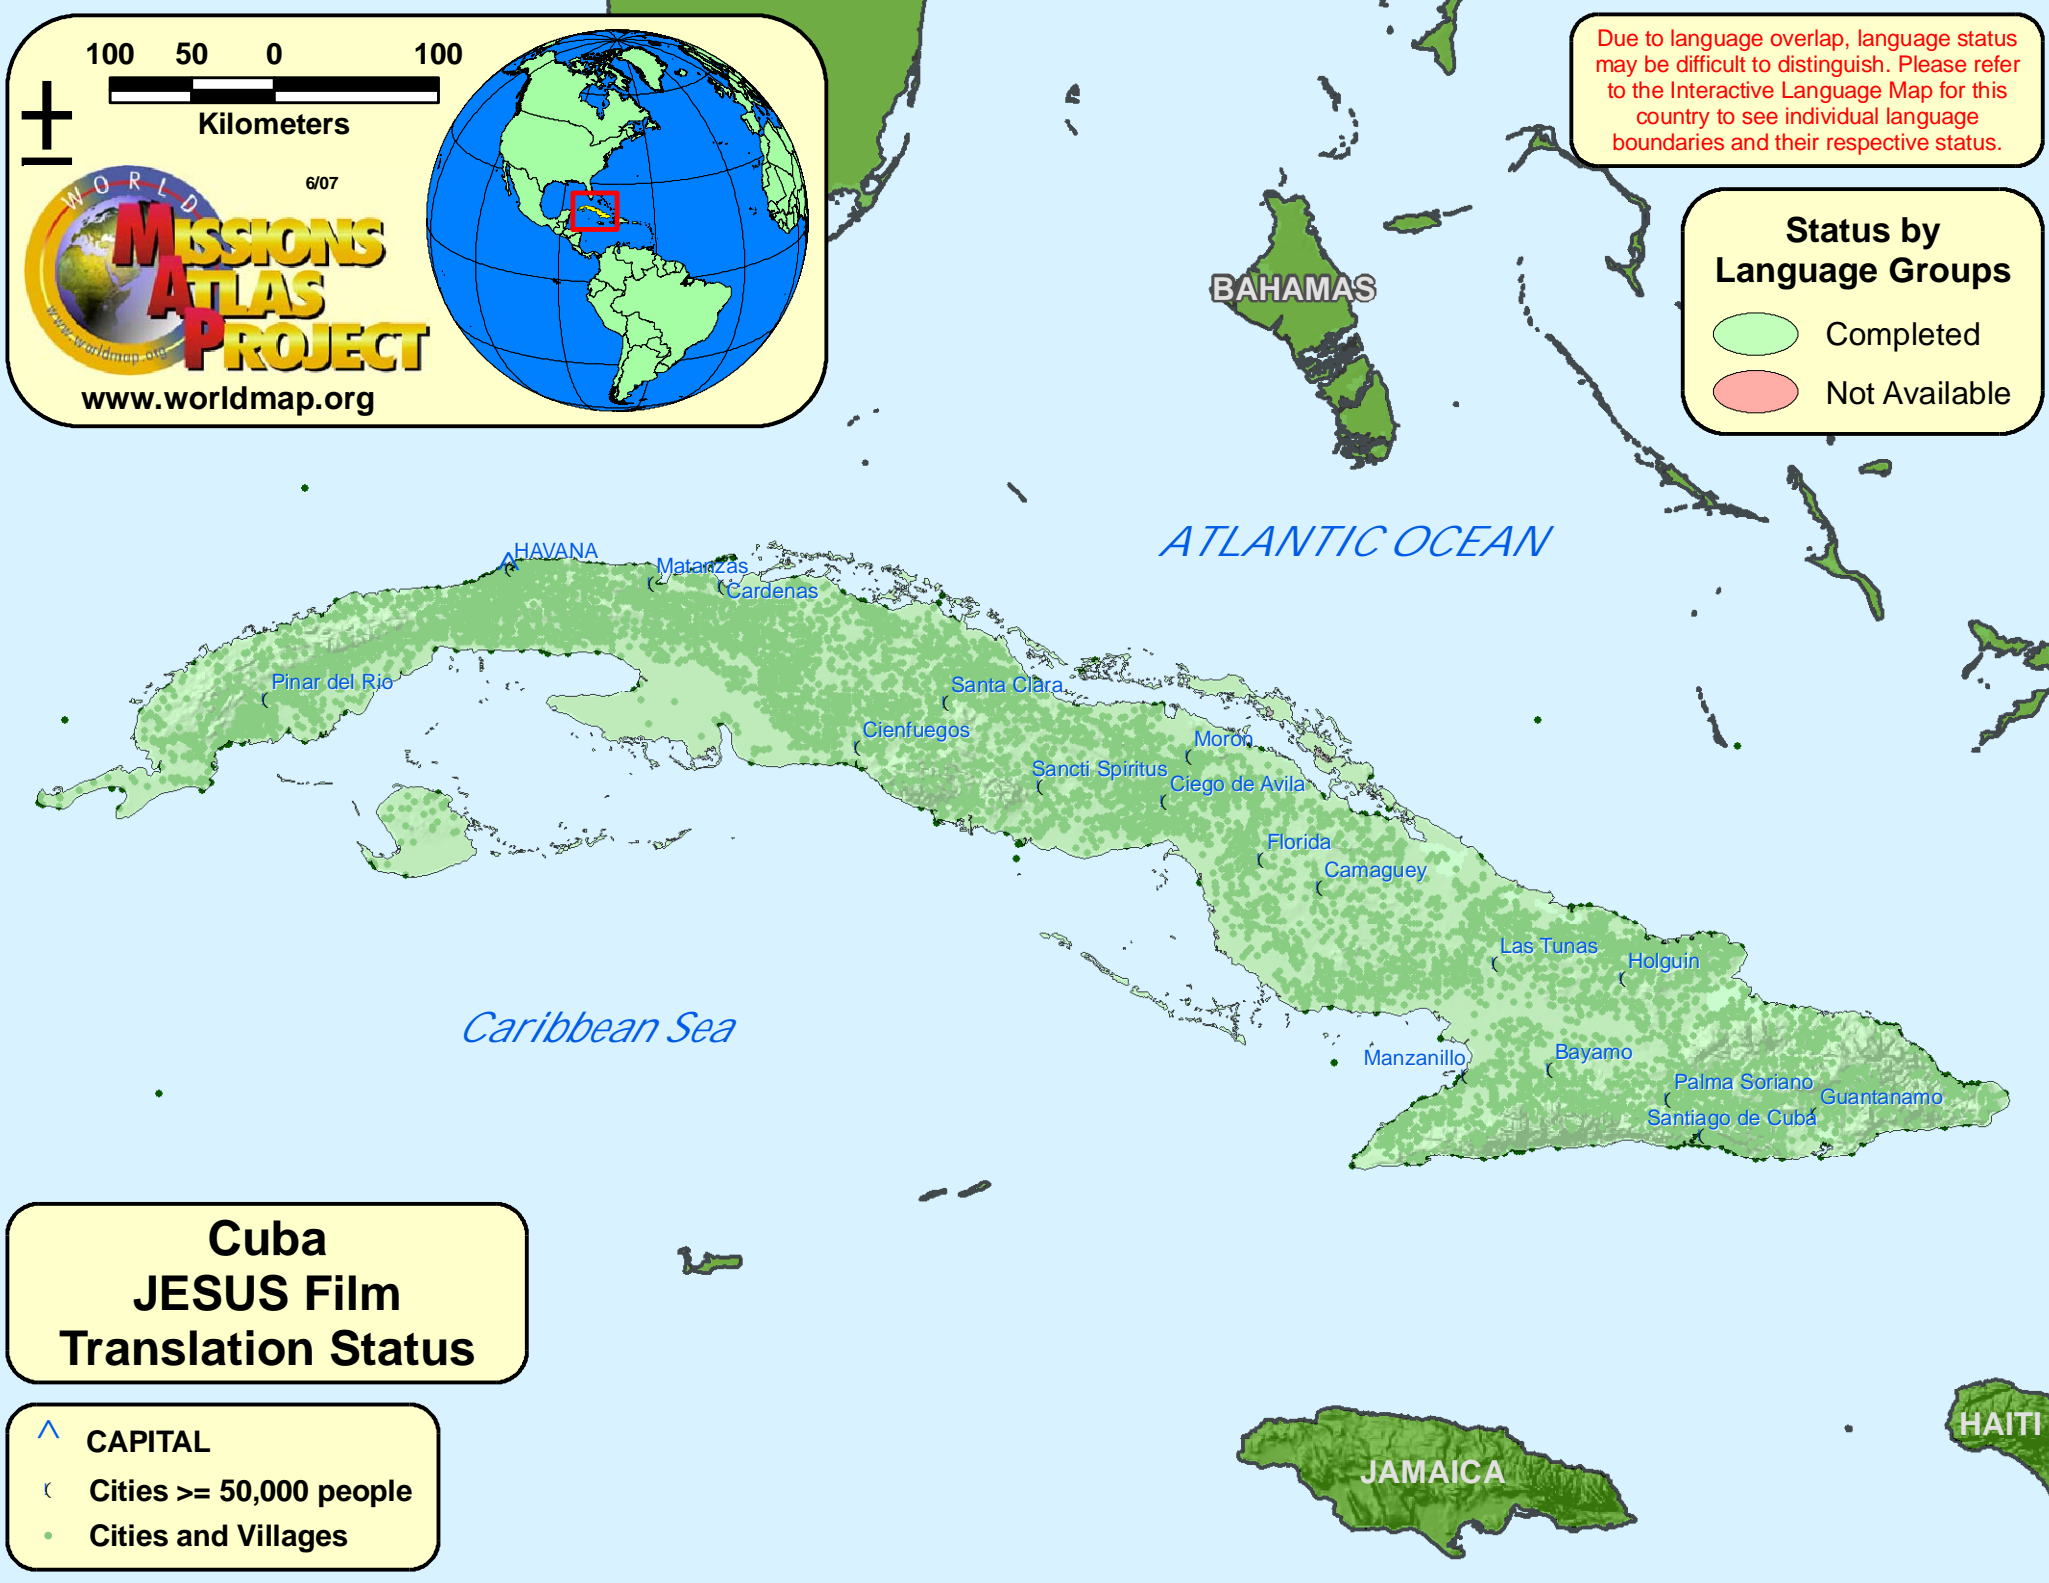 100 50 0 100
Kilometers
6/07
WORLD
MISSIONS
ATLAS
PROJECT
www.worldmap.org
www.worldmap.org
Due to language overlap, language status
may be difficult to distinguish. Please refer
to the Interactive Language Map for this
country to see individual language
boundaries and their respective status.
Status by
Language Groups
Completed
Not Available
BAHAMAS
ATLANTIC OCEAN
HAVANA
Matanzas
Cardenas
Pinar del Rio
Santa Clara
Cienfuegos
Moron
Sancti Spiritus
Ciego de Avila
Florida
Camaguey
Las Tunas
Holguin
Caribbean Sea
Manzanillo
Bayamo
Palma Soriano
Guantanamo
Santiago de Cuba
Cuba
JESUS Film
Translation Status
CAPITAL
Cities >= 50,000 people
Cities and Villages
JAMAICA
HAITI